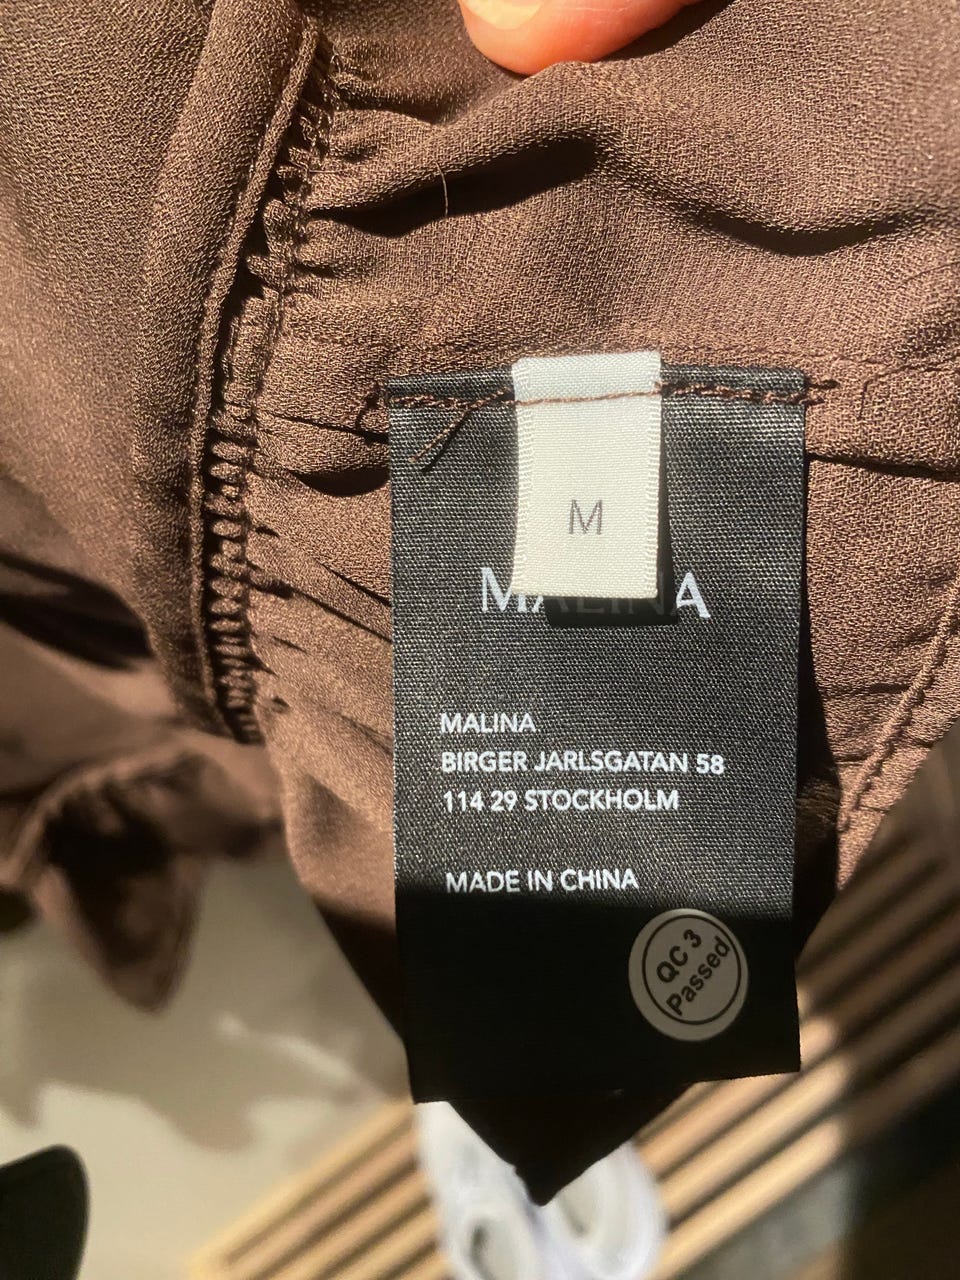 M
MALINA
MALINA
BIRGER JARLSGATAN 58
114 29 STOCKHOLM
MADE IN CHINA
QC 3
Passed